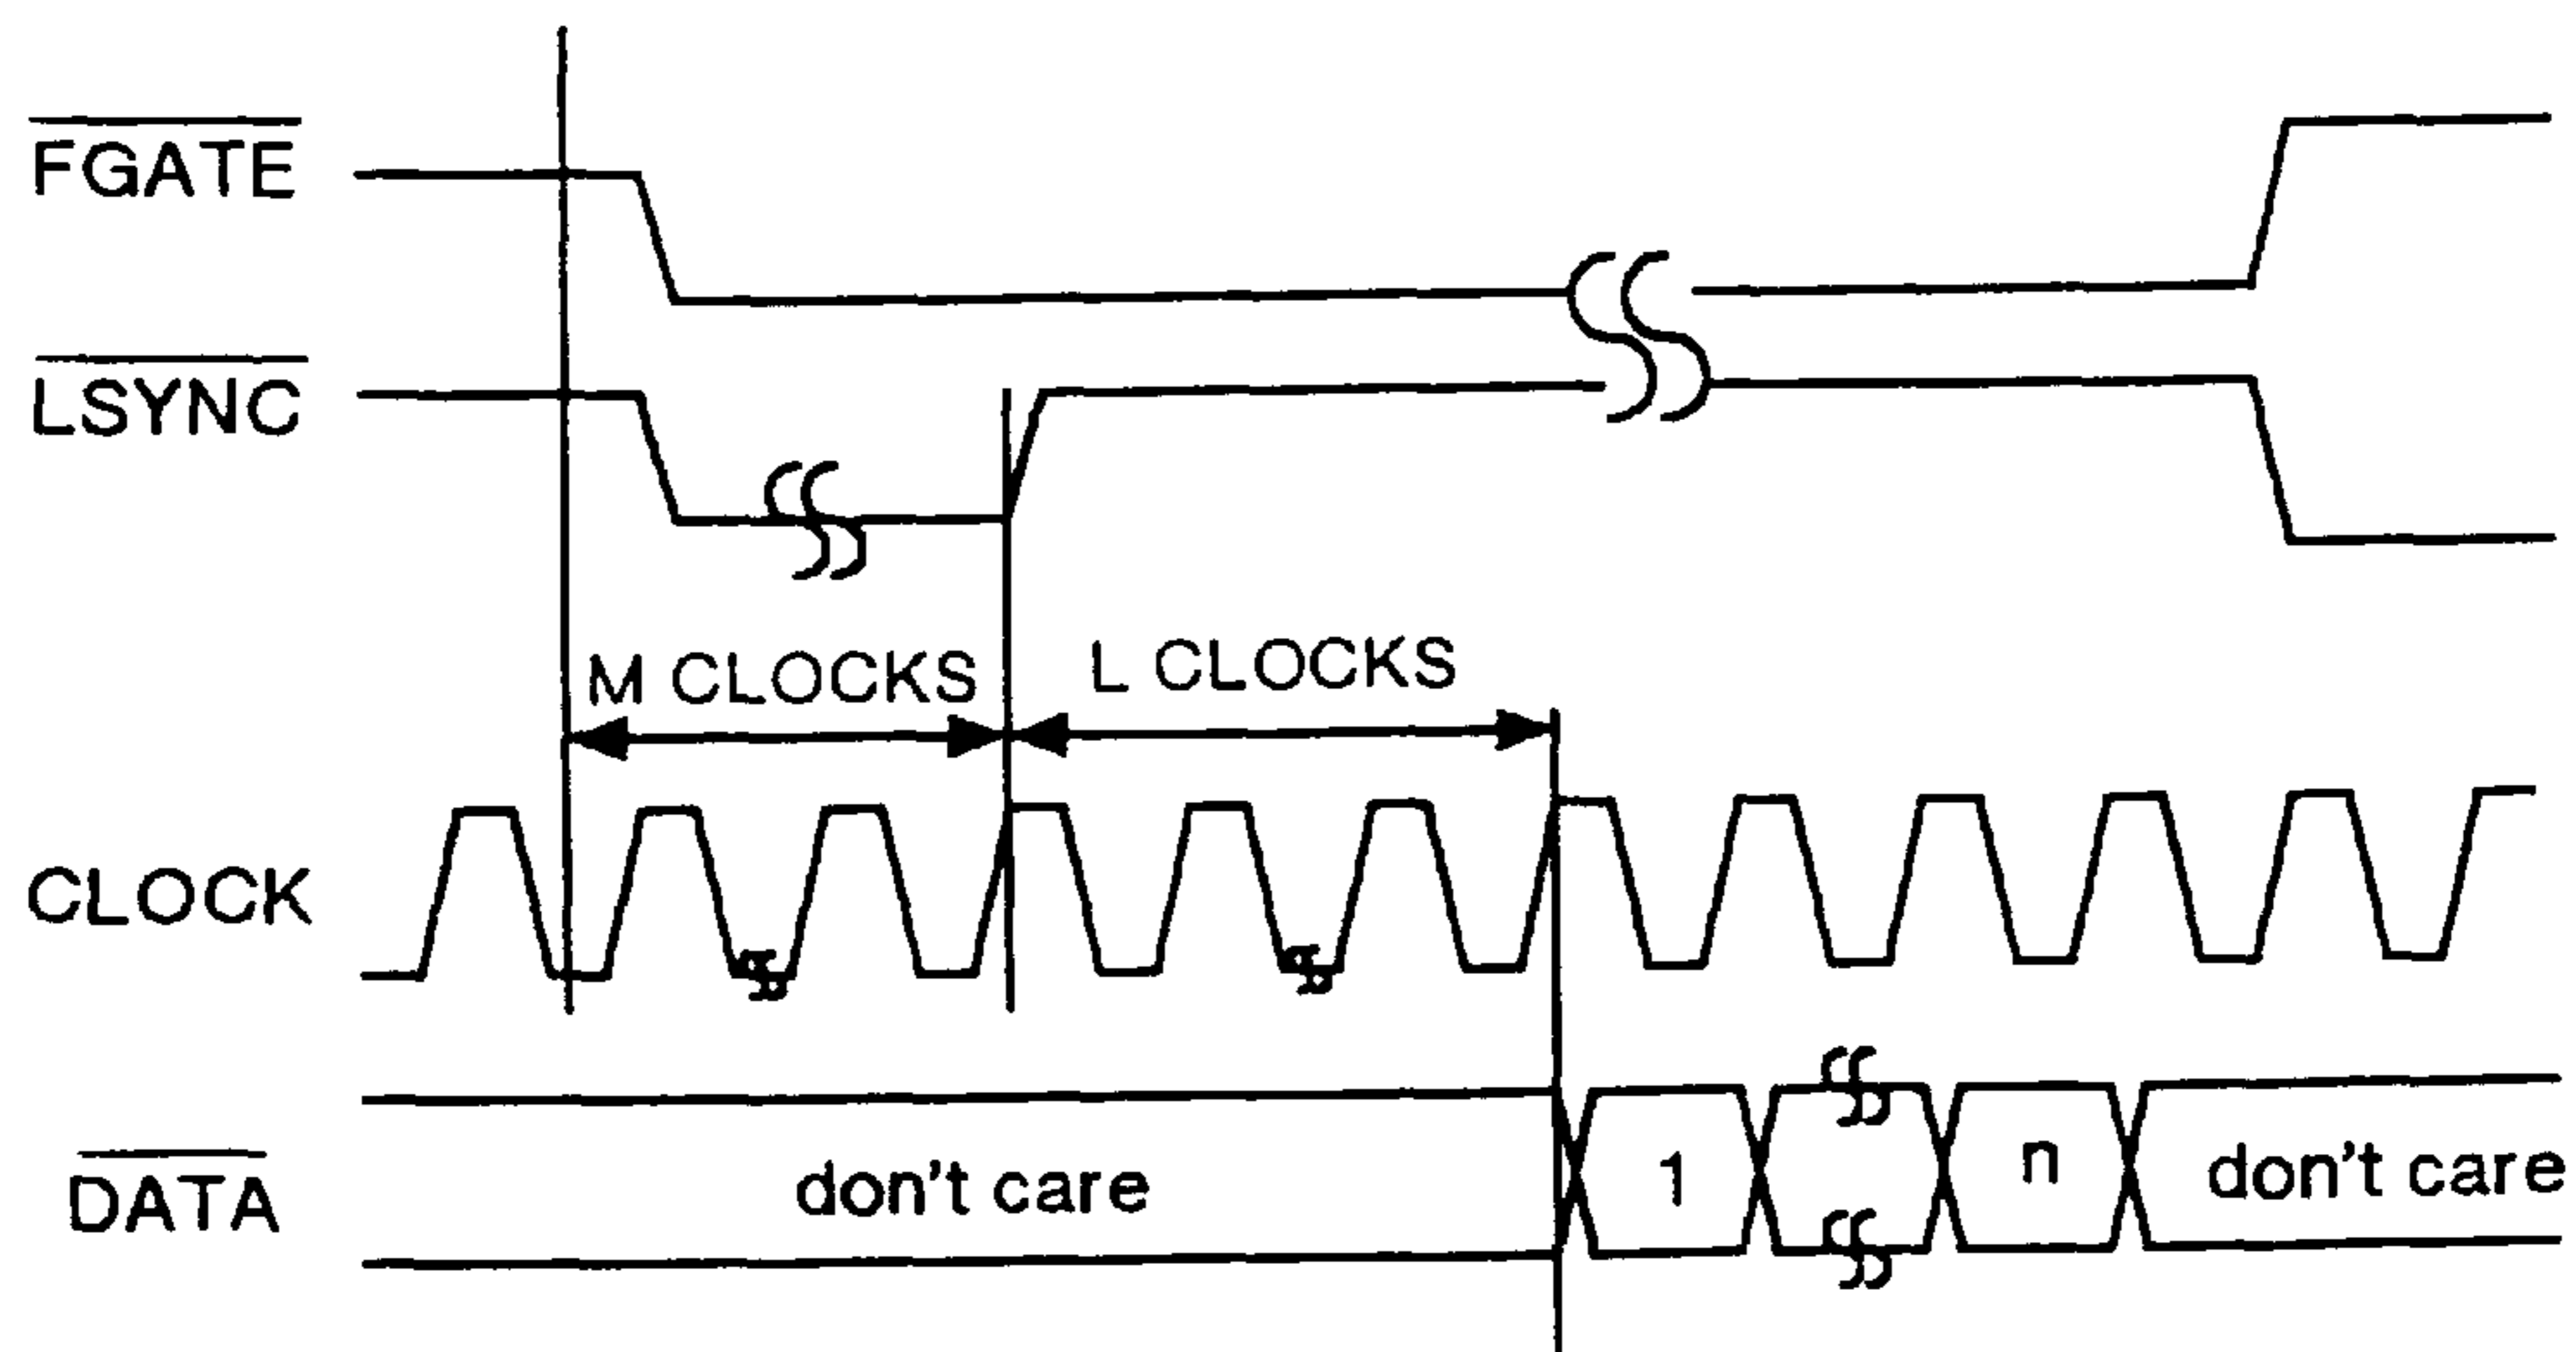 FGATE
LSYNC
M CLOCKS L CLOCKS
CLOCK
DATA don't care 1 n don't care